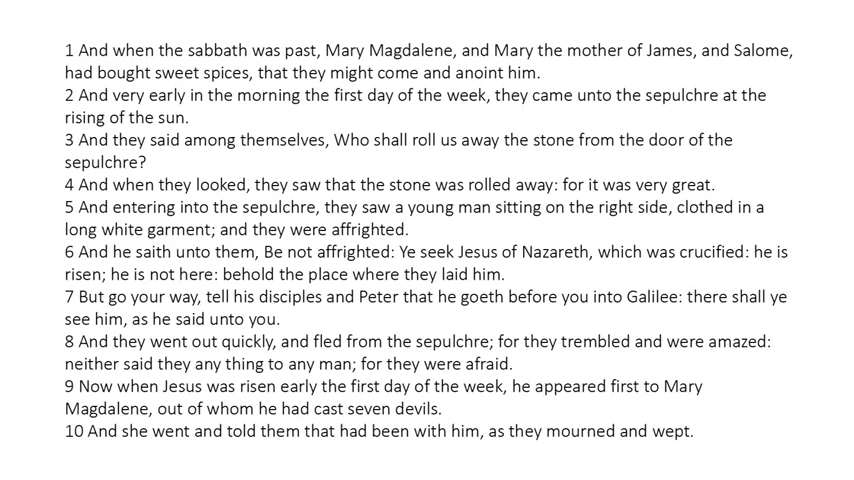 1 And when the sabbath was past, Mary Magdalene, and Mary the mother of James, and Salome,
had bought sweet spices, that they might come and anoint him.
2 And very early in the morning the first day of the week, they came unto the sepulchre at the
rising of the sun.
3 And they said among themselves, Who shall roll us away the stone from the door of the
sepulchre?
4 And when they looked, they saw that the stone was rolled away: for it was very great.
5 And entering into the sepulchre, they saw a young man sitting on the right side, clothed in a
long white garment; and they were affrighted.
6 And he saith unto them, Be not affrighted: Ye seek Jesus of Nazareth, which was crucified: he is
risen; he is not here: behold the place where they laid him.
7 But go your way, tell his disciples and Peter that he goeth before you into Galilee: there shall ye
see him, as he said unto you.
8 And they went out quickly, and fled from the sepulchre; for they trembled and were amazed:
neither said they any thing to any man; for they were afraid.
9 Now when Jesus was risen early the first day of the week, he appeared first to Mary
Magdalene, out of whom he had cast seven devils.
10 And she went and told them that had been with him, as they mourned and wept.